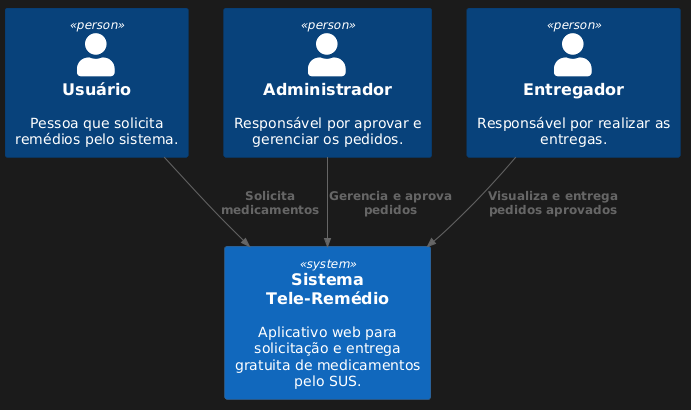 «person»
Usuário
Pessoa que solicita
remédios pelo sistema.
«person»
Administrador
Responsável por aprovar e
gerenciar os pedidos.
«person»
Entregador
Responsável por realizar as
entregas.
Solicita
medicamentos
Gerencia e aprova
pedidos
Visualiza e entrega
pedidos aprovados
«system»
Sistema
Tele-Remédio
Aplicativo web para
solicitação e entrega
gratuita de medicamentos
pelo SUS.